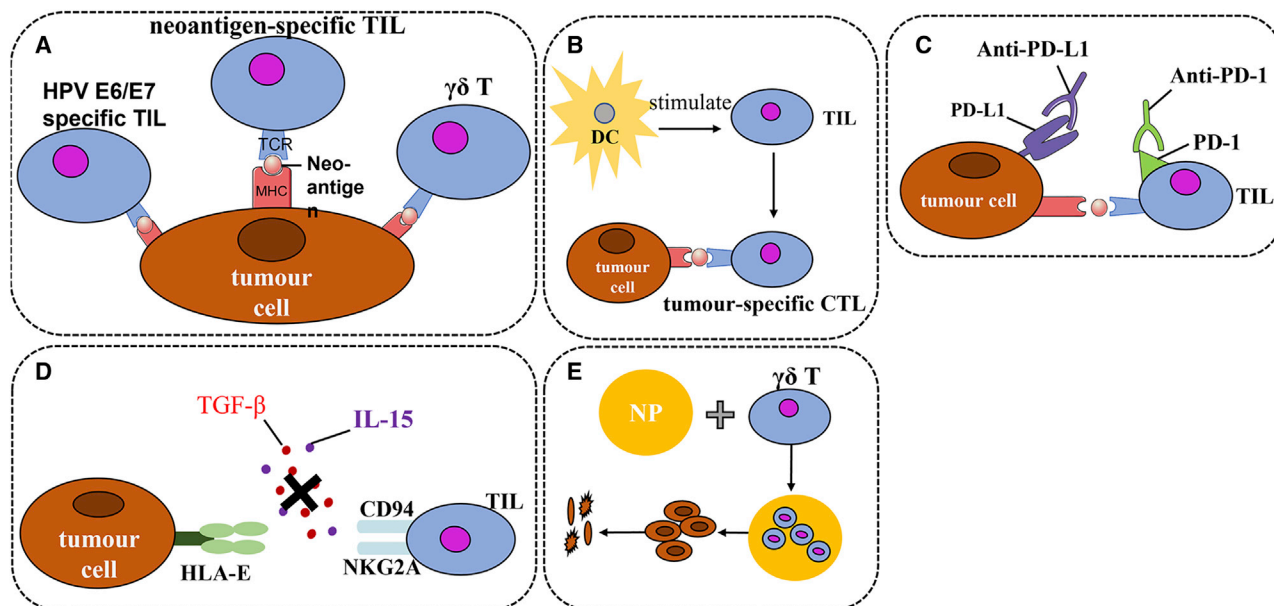 A
neoantigen-specific TIL
HPV E6/E7
specific TIL
γδ T
TCR
Neo-
antige
n
MHC
tumour
cell
B
DC
stimulate
TIL
tumour
cell
tumour-specific CTL
C
Anti-PD-L1
Anti-PD-1
PD-L1
PD-1
tumour cell
TIL
D
TGF-β
IL-15
tumour
cell
HLA-E
CD94
NKG2A
TIL
E
γδ T
NP